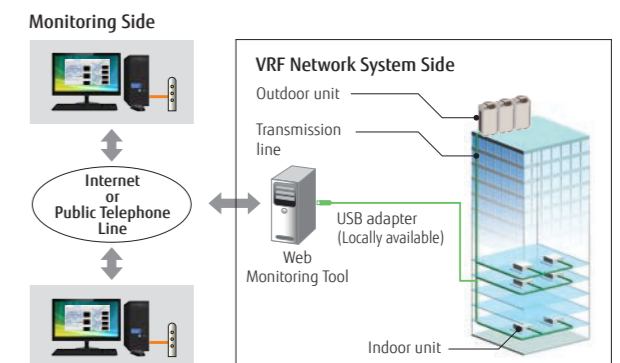 Monitoring Side
Internet
or
Public Telephone
Line
VRF Network System Side
Outdoor unit
Transmission
line
USB adapter
(Locally available)
Web
Monitoring Tool
Indoor unit